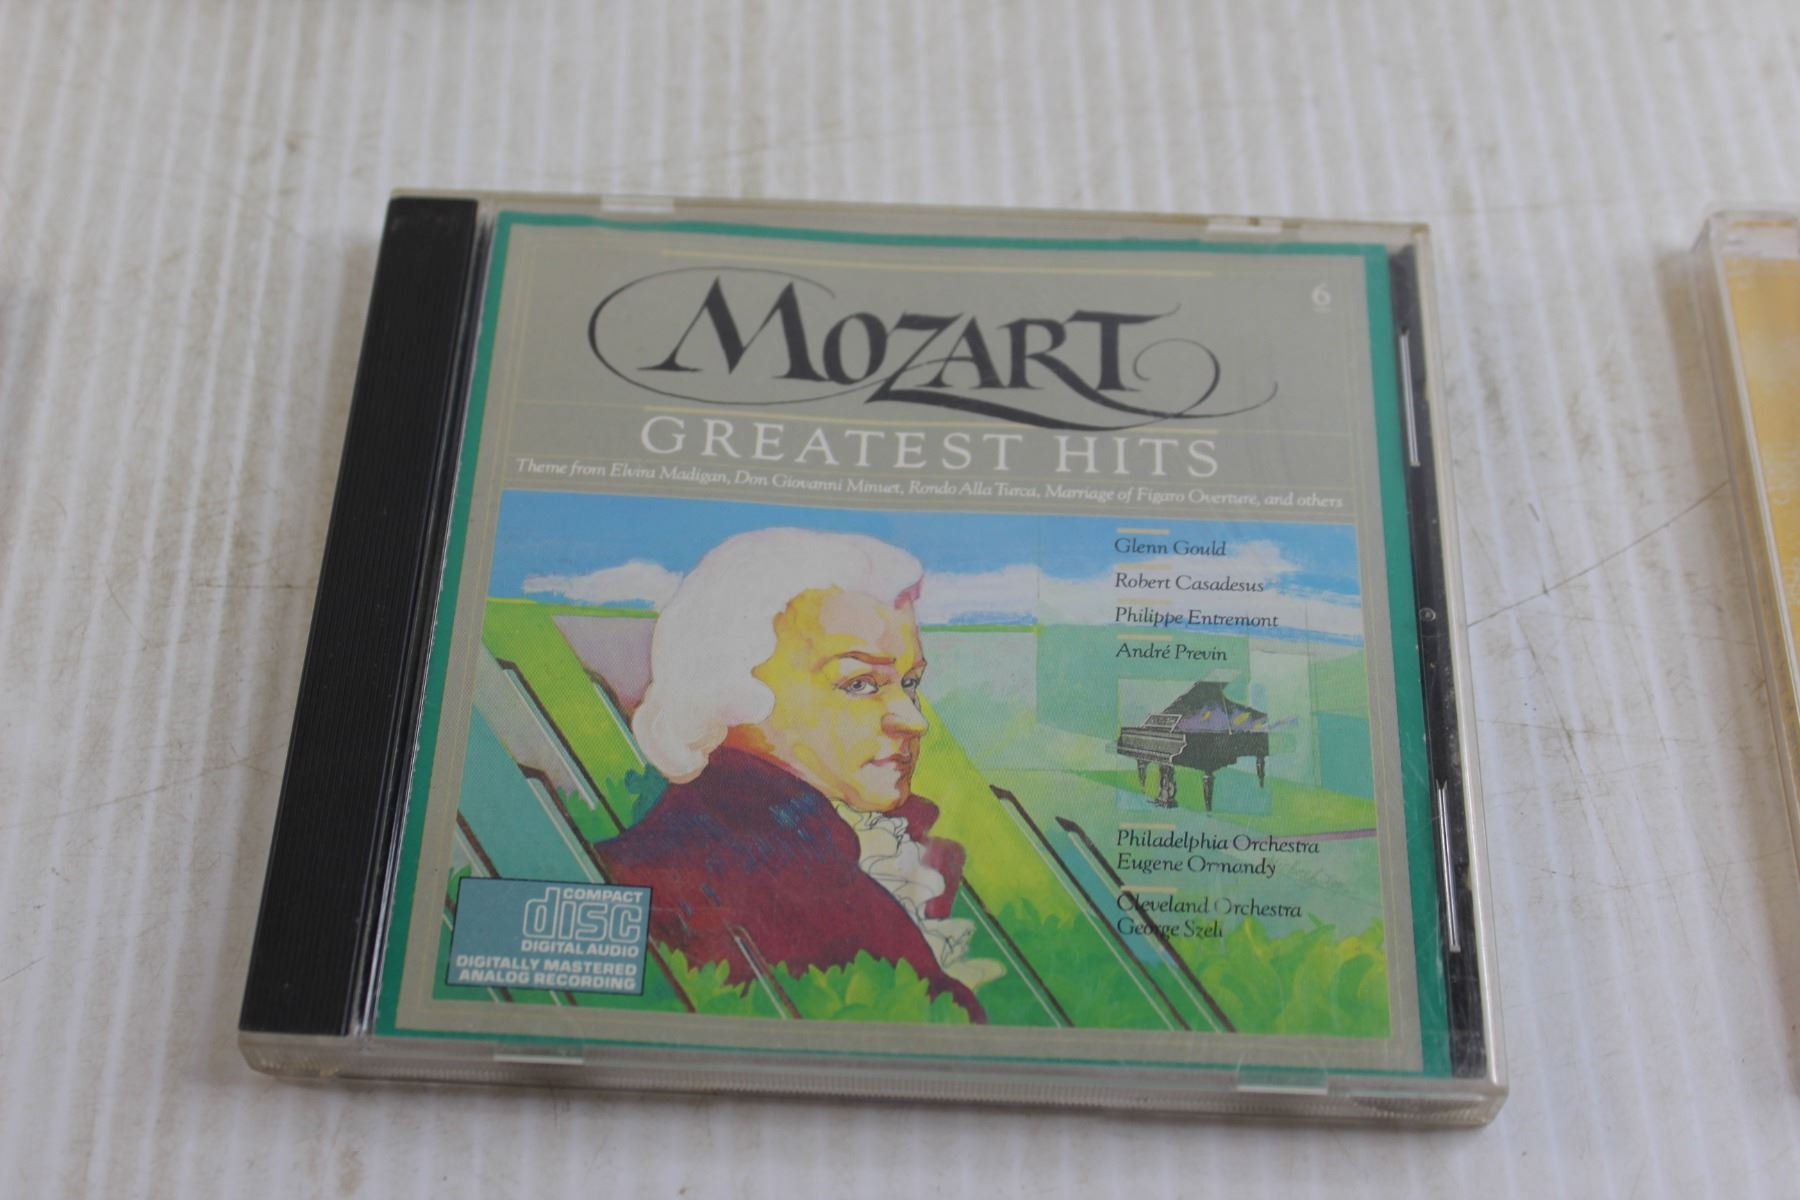 MOZART
6
GREATEST HITS
Theme from Elvira Madigan, Don Giovanni Minuet, Rondo Alla Turca, Marriage of Figaro Overture, and others
Glenn Gould
Robert Casadesus
Philippe Entremont
André Previn
Philadelphia Orchestra
Eugene Ormandy
Cleveland Orchestra
George Szell
COMPACT
disc
DIGITAL AUDIO
DIGITALLY MASTERED
ANALOG RECORDING